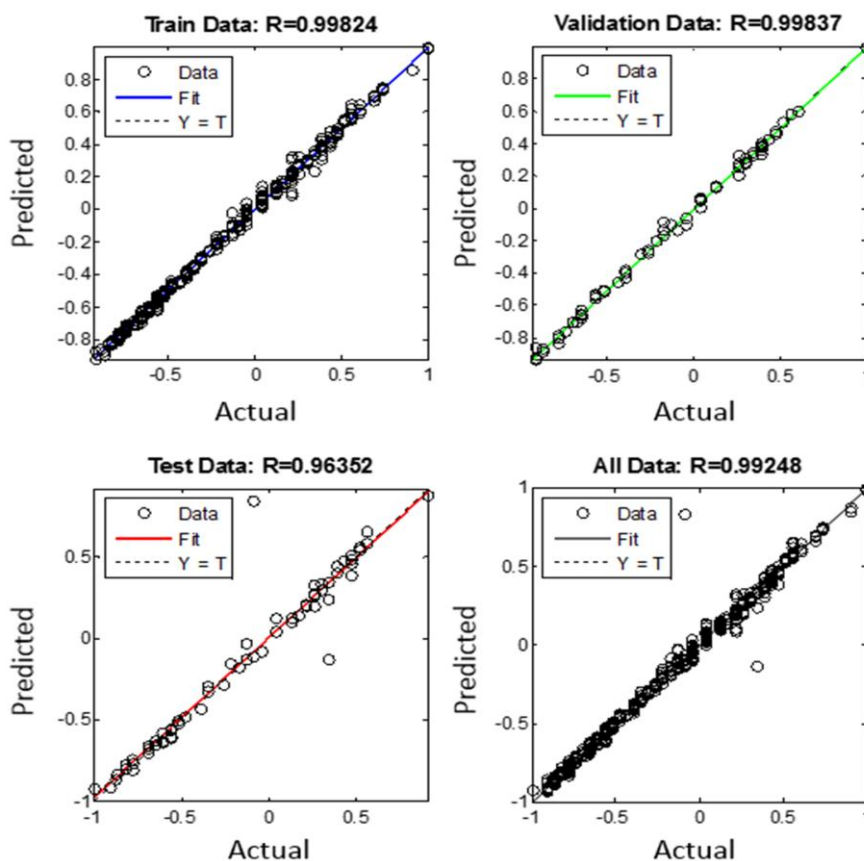 Train Data: R=0.99824
Data
Fit
Y = T
0.8
0.6
0.4
0.2
0
-0.2
-0.4
-0.6
-0.8
-0.5
0
0.5
1
Predicted
Actual
Validation Data: R=0.99837
Data
Fit
Y = T
0.8
0.6
0.4
0.2
0
-0.2
-0.4
-0.6
-0.8
-0.5
0
0.5
1
Predicted
Actual
Test Data: R=0.96352
Data
Fit
Y = T
0.5
0
-0.5
-1
-1
-0.5
0
0.5
Predicted
Actual
All Data: R=0.99248
Data
Fit
Y = T
1
0.5
0
-0.5
-1
-1
-0.5
0
0.5
1
Predicted
Actual